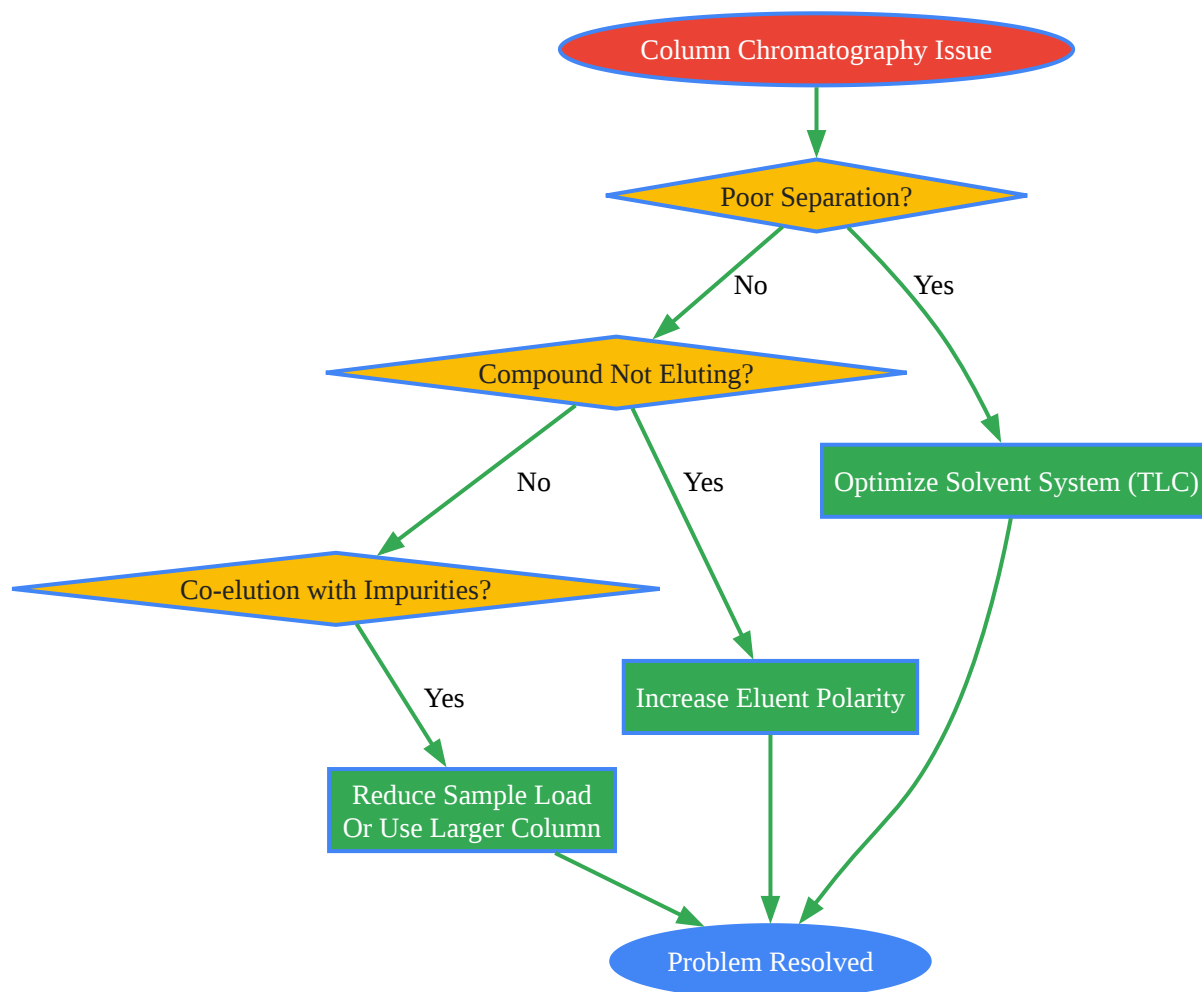 Column Chromatography Issue
Poor Separation?
No
Yes
Compound Not Eluting?
No
Yes
Optimize Solvent System (TLC)
Co-elution with Impurities?
Yes
Increase Eluent Polarity
Reduce Sample Load
Or Use Larger Column
Problem Resolved